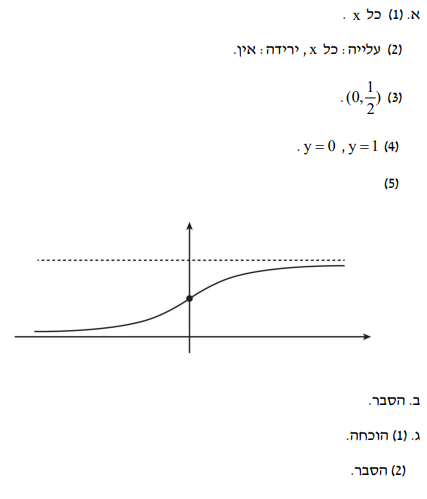 א. (1) כל x .
(2) עלייה : כל x , ירידה : אין.
(3) (0,1/2) .
(4) y = 0 , y = 1 .
(5)
ב. הסבר.
ג. (1) הוכחה.
(2) הסבר.